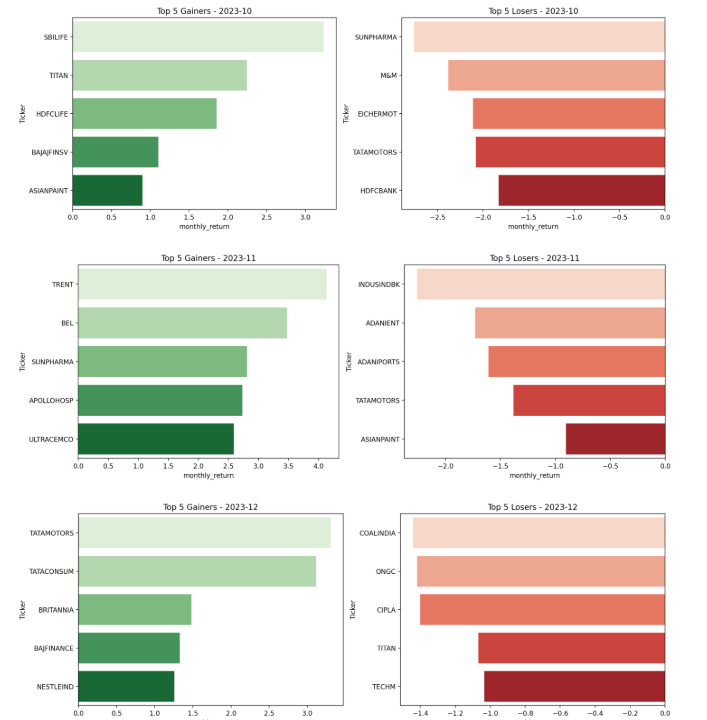 Top 5 Gainers - 2023-10
Ticker
SBILIFE
TITAN
HDFCLIFE
BAJAJFINSV
ASIANPAINT
0.0 0.5 1.0 1.5 2.0 2.5 3.0
monthly_return
Top 5 Losers - 2023-10
Ticker
SUNPHARMA
M&M
EICHERMOT
TATAMOTORS
HDFCBANK
−2.5 −2.0 −1.5 −1.0 −0.5 0.0
monthly_return
Top 5 Gainers - 2023-11
Ticker
TRENT
BEL
SUNPHARMA
APOLLOHOSP
ULTRACEMCO
0.0 0.5 1.0 1.5 2.0 2.5 3.0 3.5 4.0
monthly_return
Top 5 Losers - 2023-11
Ticker
INDUSINDBK
ADANIENT
ADANIPORTS
TATAMOTORS
ASIANPAINT
−2.0 −1.5 −1.0 −0.5 0.0
monthly_return
Top 5 Gainers - 2023-12
Ticker
TATAMOTORS
TATACONSUM
BRITANNIA
BAJFINANCE
NESTLEIND
0.0 0.5 1.0 1.5 2.0 2.5 3.0
Top 5 Losers - 2023-12
Ticker
COALINDIA
ONGC
CIPLA
TITAN
TECHM
−1.4 −1.2 −1.0 −0.8 −0.6 −0.4 −0.2 0.0